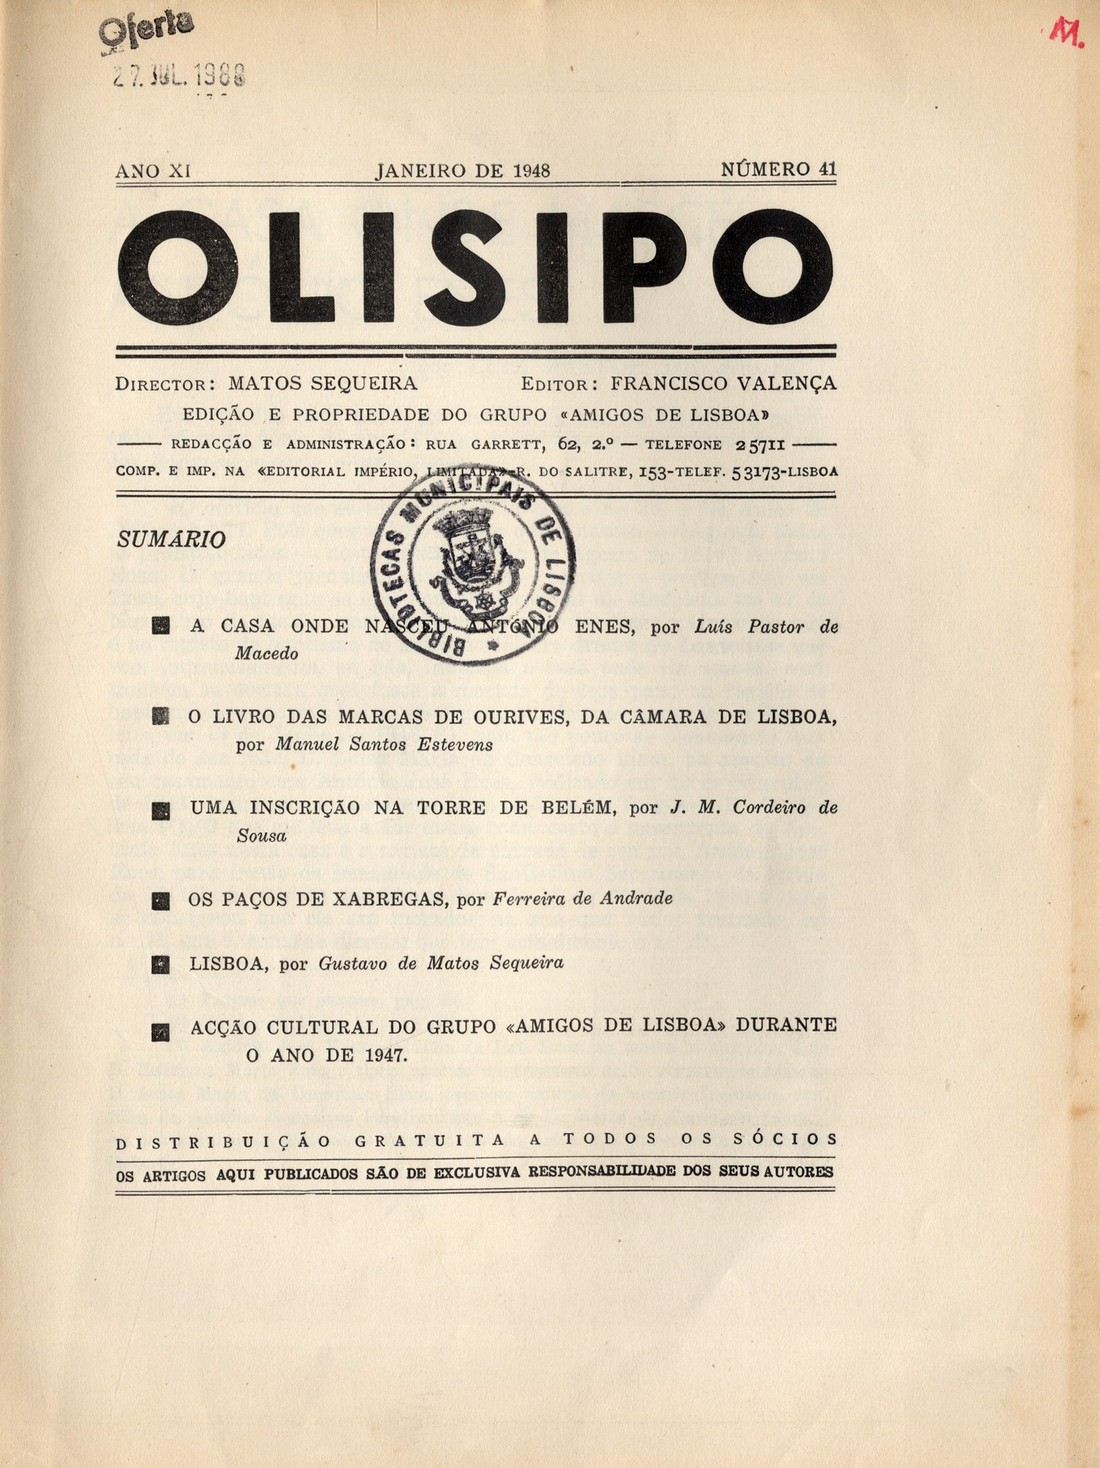 Oferta
27. JUL. 1988
M.
ANO XI JANEIRO DE 1948 NÚMERO 41
OLISIPO
DIRECTOR: MATOS SEQUEIRA EDITOR: FRANCISCO VALENÇA
EDIÇÃO E PROPRIEDADE DO GRUPO «AMIGOS DE LISBOA»
REDACÇÃO E ADMINISTRAÇÃO: RUA GARRETT, 62, 2.º — TELEFONE 25711
COMP. E IMP. NA «EDITORIAL IMPÉRIO, LIMITADA»-R. DO SALITRE, 153-TELEF. 53173-LISBOA
BIBLIOTECAS MUNICIPAIS DE LISBOA *
SUMÁRIO
■ A CASA ONDE NASCEU ANTÓNIO ENES, por Luís Pastor de
Macedo
■ O LIVRO DAS MARCAS DE OURIVES, DA CÂMARA DE LISBOA,
por Manuel Santos Estevens
■ UMA INSCRIÇÃO NA TORRE DE BELÉM, por J. M. Cordeiro de
Sousa
■ OS PAÇOS DE XABREGAS, por Ferreira de Andrade
■ LISBOA, por Gustavo de Matos Sequeira
■ ACÇÃO CULTURAL DO GRUPO «AMIGOS DE LISBOA» DURANTE
O ANO DE 1947.
DISTRIBUIÇÃO GRATUITA A TODOS OS SÓCIOS
OS ARTIGOS AQUI PUBLICADOS SÃO DE EXCLUSIVA RESPONSABILIDADE DOS SEUS AUTORES